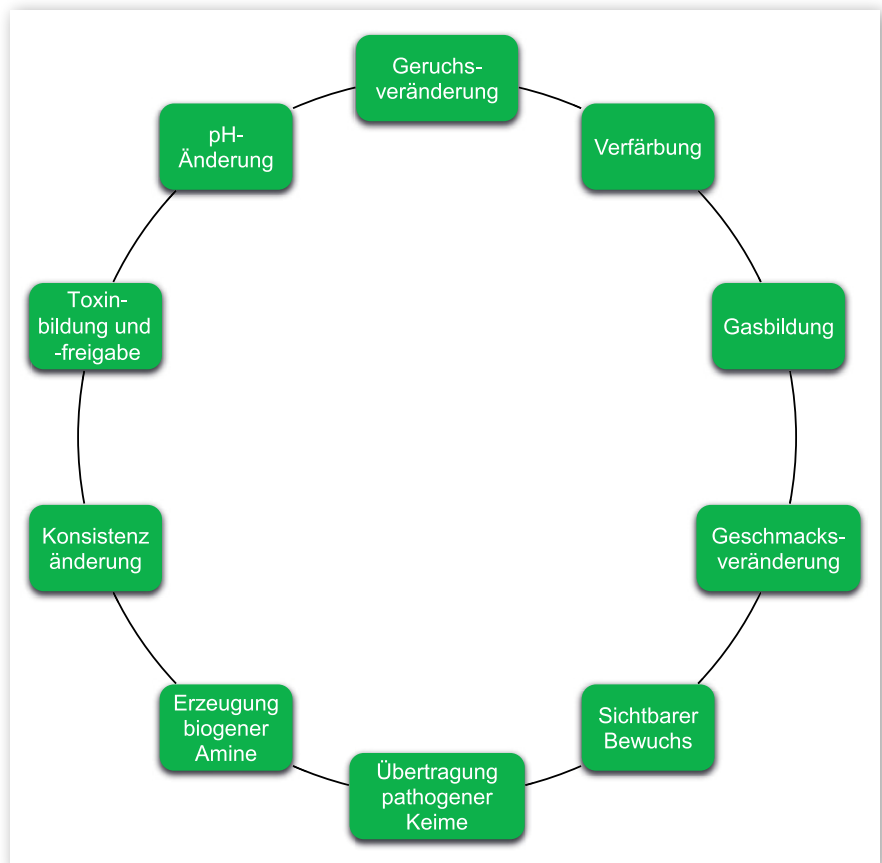 Geruchs-
veränderung
Verfärbung
Gasbildung
Geschmacks-
veränderung
Sichtbarer
Bewuchs
Übertragung
pathogener
Keime
Erzeugung
biogener
Amine
Konsistenz
änderung
Toxin-
bildung und
-freigabe
pH-
Änderung